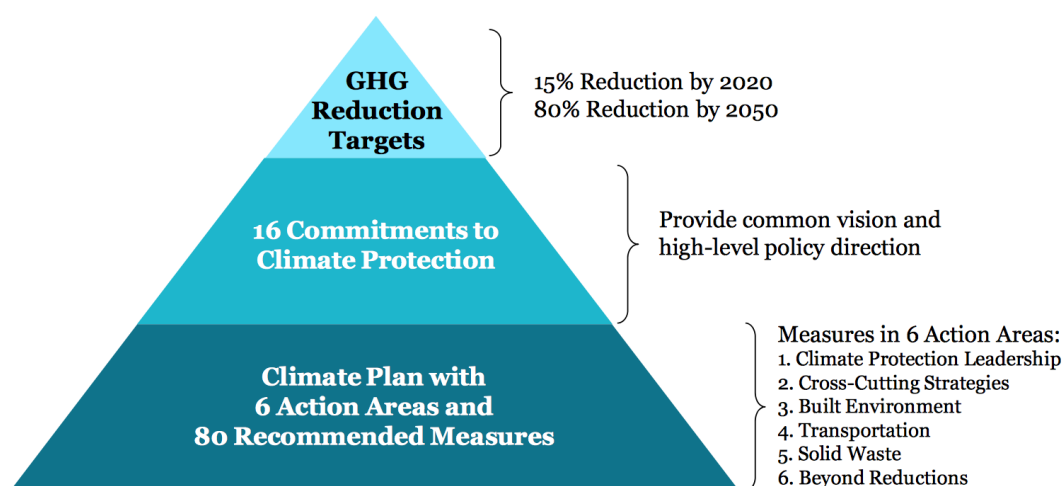 GHG
Reduction
Targets
15% Reduction by 2020
80% Reduction by 2050
16 Commitments to
Climate Protection
Provide common vision and
high-level policy direction
Climate Plan with
6 Action Areas and
80 Recommended Measures
Measures in 6 Action Areas:
1. Climate Protection Leadership
2. Cross-Cutting Strategies
3. Built Environment
4. Transportation
5. Solid Waste
6. Beyond Reductions